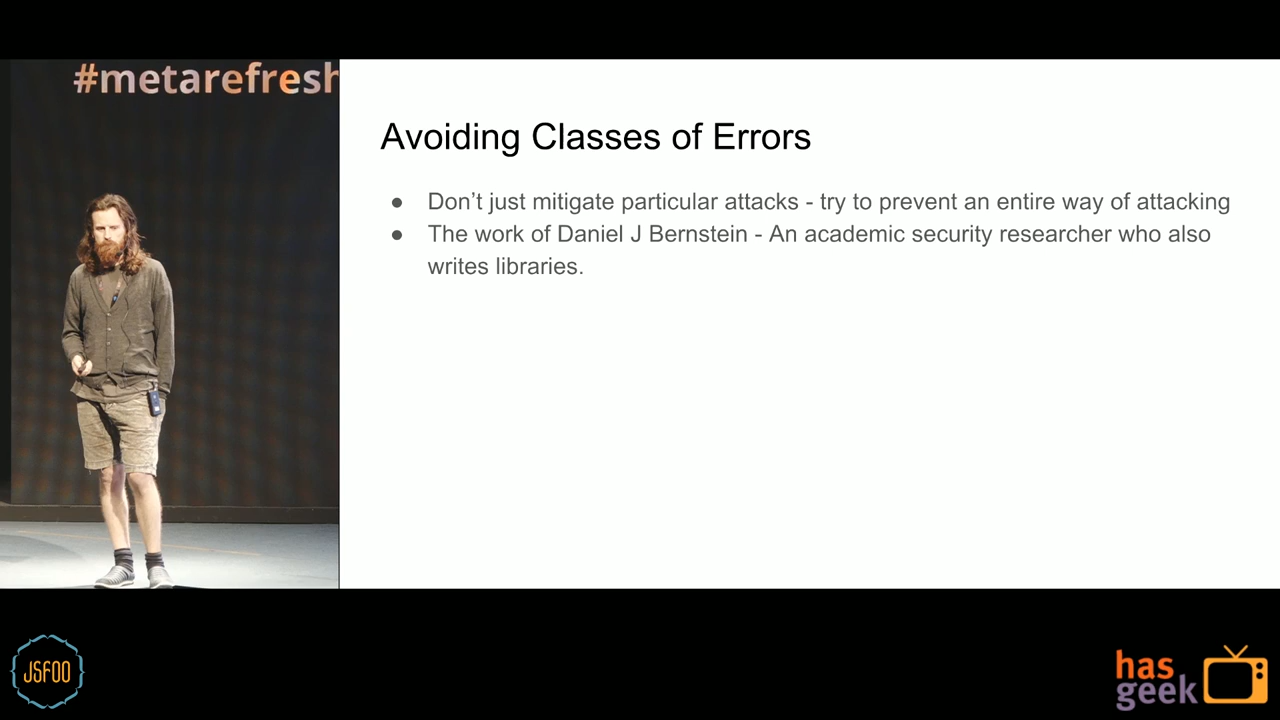 #metarefresh
Avoiding Classes of Errors
● Don’t just mitigate particular attacks - try to prevent an entire way of attacking
● The work of Daniel J Bernstein - An academic security researcher who also
writes libraries.
JSFOO
has
geek